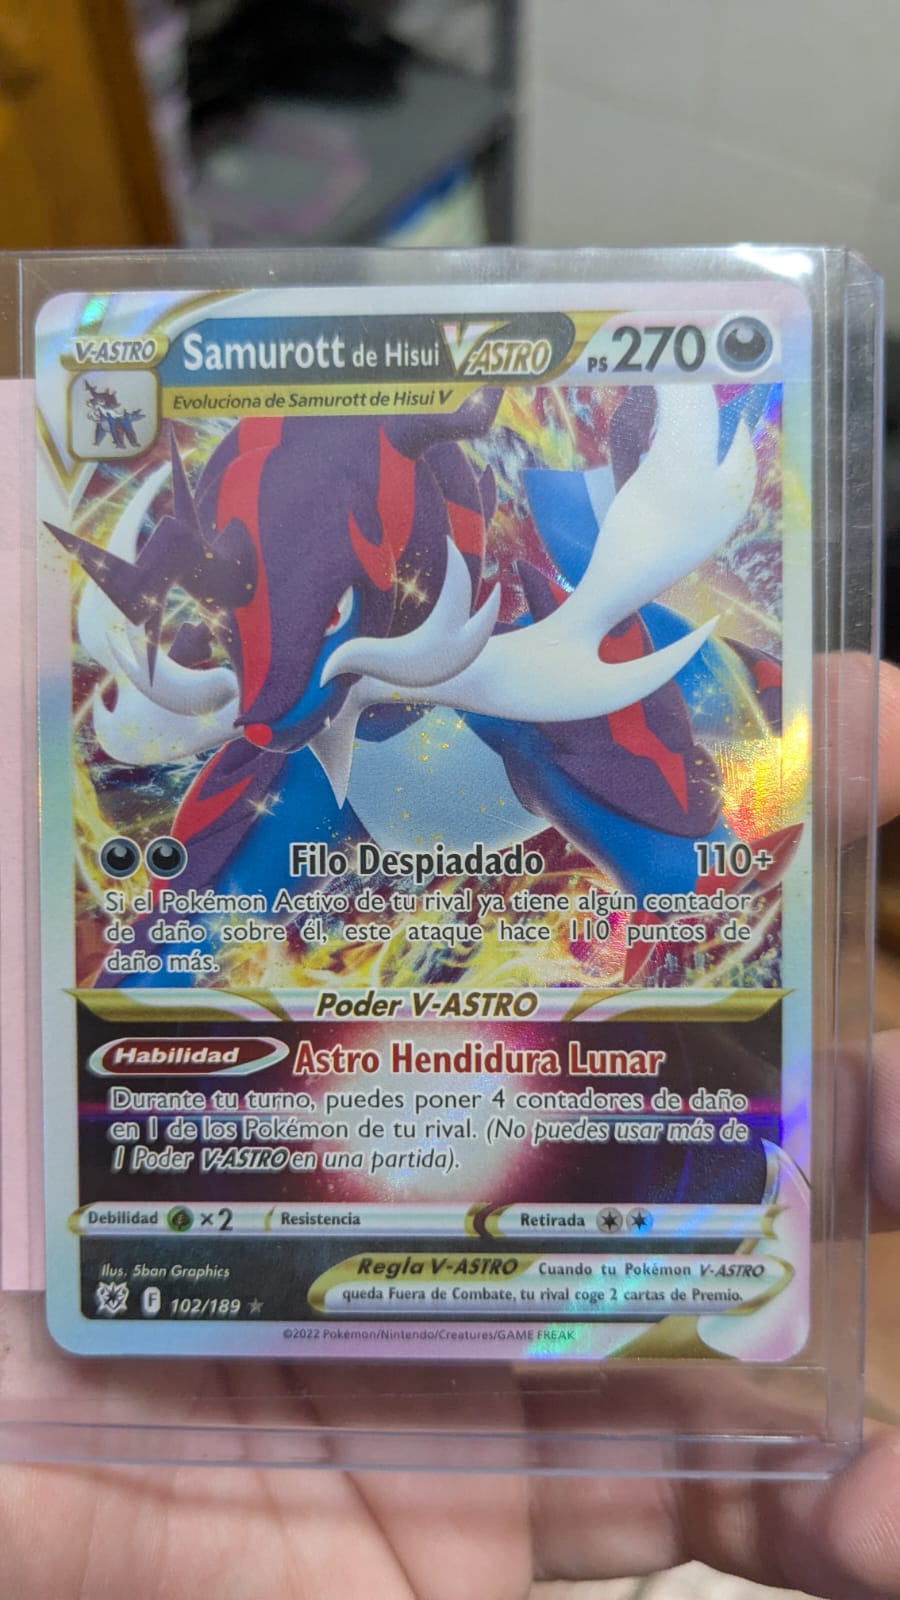 V-ASTRO
Samurott de Hisui V-ASTRO PS 270
Evoluciona de Samurott de Hisui V
Filo Despiadado 110+
Si el Pokémon Activo de tu rival ya tiene algún contador
de daño sobre él, este ataque hace 110 puntos de
daño más.
Poder V-ASTRO
Habilidad Astro Hendidura Lunar
Durante tu turno, puedes poner 4 contadores de daño
en 1 de los Pokémon de tu rival. (No puedes usar más de
1 Poder V-ASTRO en una partida).
Debilidad ×2 Resistencia Retirada
Ilus. 5ban Graphics
Regla V-ASTRO Cuando tu Pokémon V-ASTRO
queda Fuera de Combate, tu rival coge 2 cartas de Premio.
F 102/189
©2022 Pokémon/Nintendo/Creatures/GAME FREAK